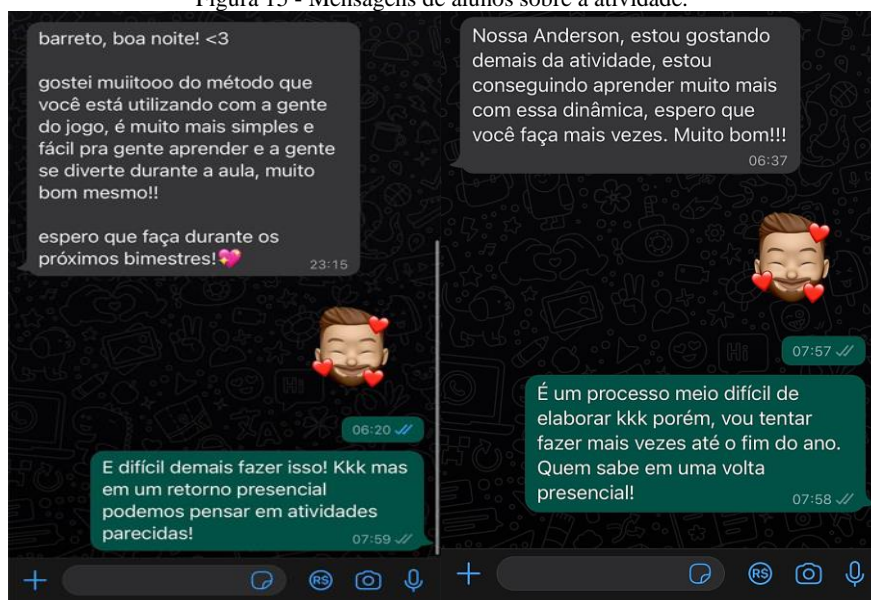 Figura 15 - Mensagens de alunos sobre a atividade.
barreto, boa noite! <3
gostei muiitooo do método que
você está utilizando com a gente
do jogo, é muito mais simples e
fácil pra gente aprender e a gente
se diverte durante a aula, muito
bom mesmo!!
espero que faça durante os
próximos bimestres!💖
23:15
06:20
E difícil demais fazer isso! Kkk mas
em um retorno presencial
podemos pensar em atividades
parecidas!
07:59
RS
Nossa Anderson, estou gostando
demais da atividade, estou
conseguindo aprender muito mais
com essa dinâmica, espero que
você faça mais vezes. Muito bom!!!
06:37
07:57
É um processo meio difícil de
elaborar kkk porém, vou tentar
fazer mais vezes até o fim do ano.
Quem sabe em uma volta
presencial!
07:58
RS